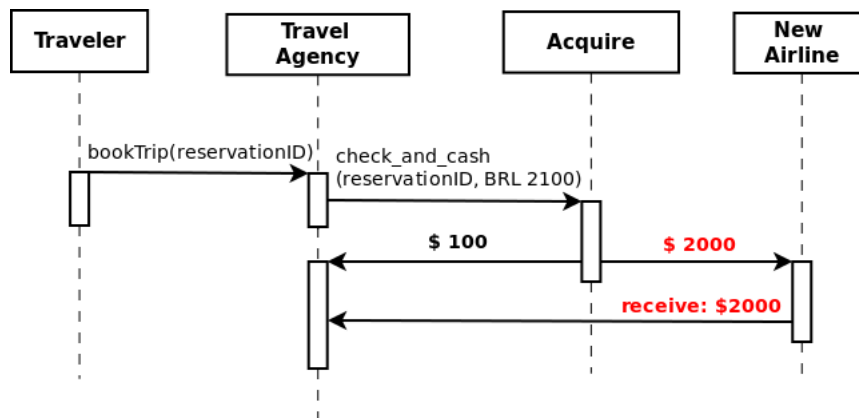 Traveler
Travel
Agency
Acquire
New
Airline
bookTrip(reservationID)
check_and_cash
(reservationID, BRL 2100)
$ 100
$ 2000
receive: $2000